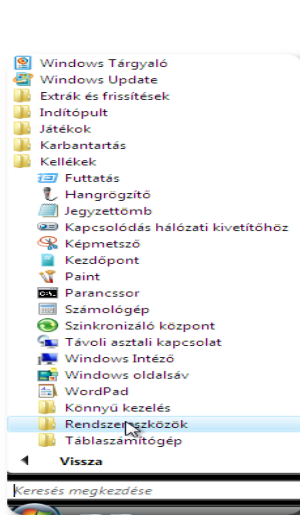 Windows Tárgyaló
Windows Update
Extrák és frissítések
Indítópult
Játékok
Karbantartás
Kellékek
Futtatás
Hangrögzítő
Jegyzettömb
Kapcsolódás hálózati kivetítőhöz
Képmetsző
Kezdőpont
Paint
Parancssor
Számológép
Szinkronizáló központ
Távoli asztali kapcsolat
Windows Intéző
Windows oldalsáv
WordPad
Könnyű kezelés
Rendszereszközök
Táblaszámítógép
Vissza
Keresés megkezdése